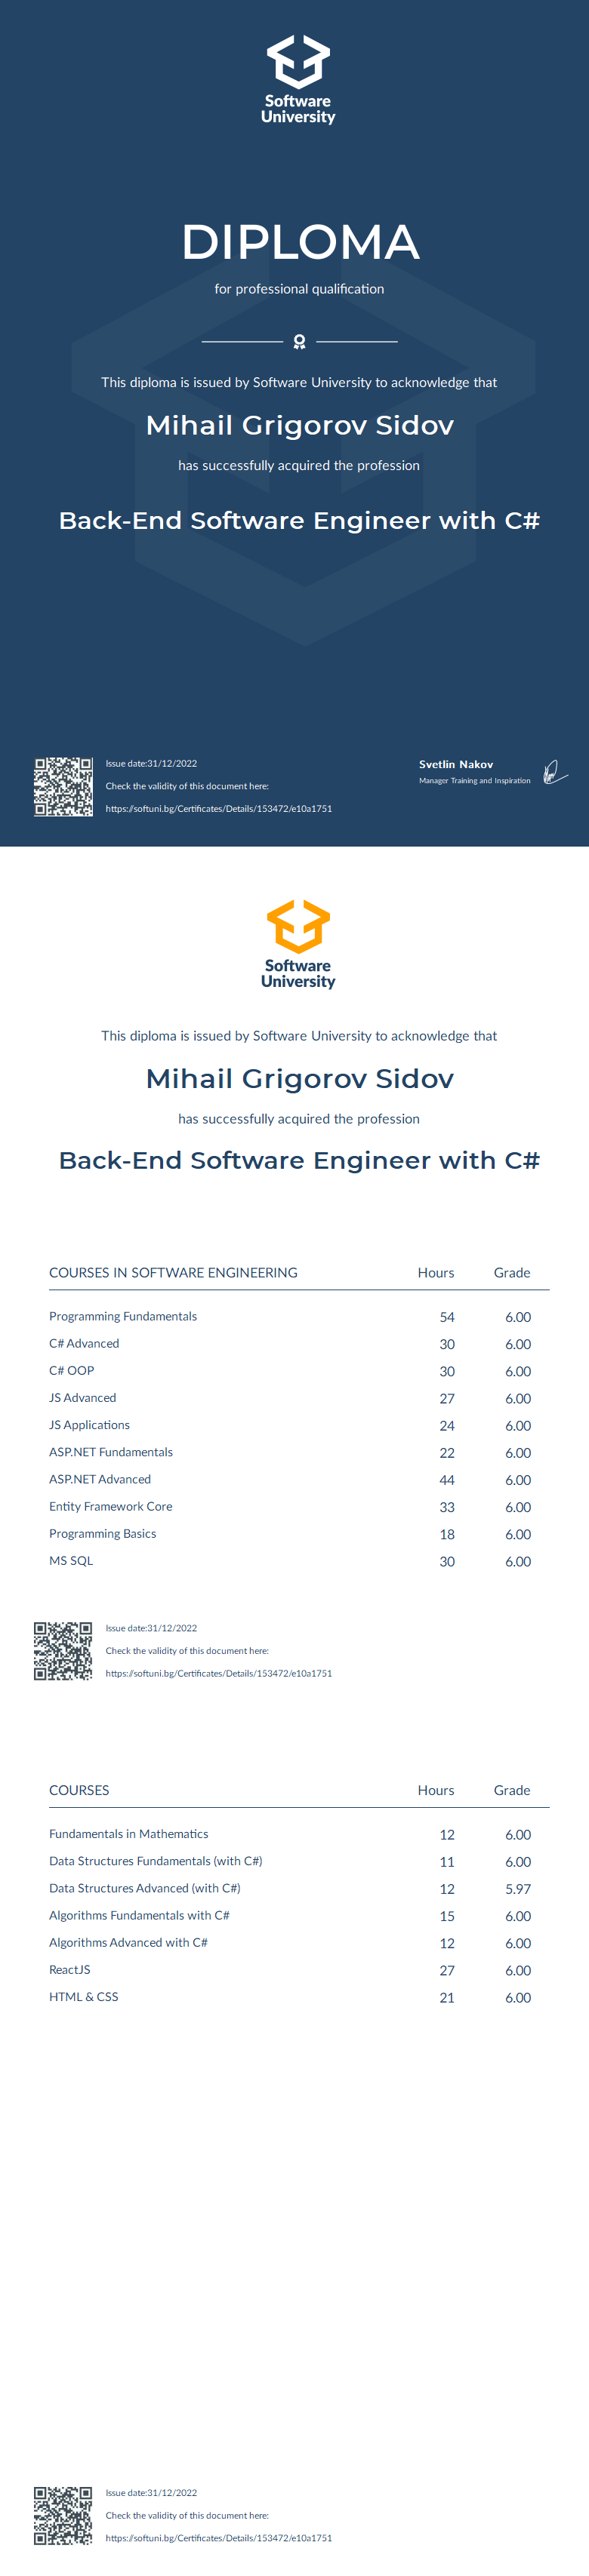 Software
University
DIPLOMA
for professional qualification
This diploma is issued by Software University to acknowledge that
Mihail Grigorov Sidov
has successfully acquired the profession
Back-End Software Engineer with C#
Issue date:31/12/2022
Check the validity of this document here:
https://softuni.bg/Certificates/Details/153472/e10a1751
Svetlin Nakov
Manager Training and Inspiration
Software
University
This diploma is issued by Software University to acknowledge that
Mihail Grigorov Sidov
has successfully acquired the profession
Back-End Software Engineer with C#
COURSES IN SOFTWARE ENGINEERING Hours Grade
Programming Fundamentals 54 6.00
C# Advanced 30 6.00
C# OOP 30 6.00
JS Advanced 27 6.00
JS Applications 24 6.00
ASP.NET Fundamentals 22 6.00
ASP.NET Advanced 44 6.00
Entity Framework Core 33 6.00
Programming Basics 18 6.00
MS SQL 30 6.00
Issue date:31/12/2022
Check the validity of this document here:
https://softuni.bg/Certificates/Details/153472/e10a1751
COURSES Hours Grade
Fundamentals in Mathematics 12 6.00
Data Structures Fundamentals (with C#) 11 6.00
Data Structures Advanced (with C#) 12 5.97
Algorithms Fundamentals with C# 15 6.00
Algorithms Advanced with C# 12 6.00
ReactJS 27 6.00
HTML & CSS 21 6.00
Issue date:31/12/2022
Check the validity of this document here:
https://softuni.bg/Certificates/Details/153472/e10a1751